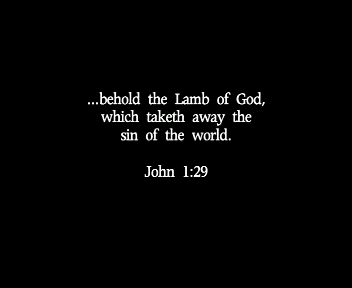 ...behold the Lamb of God,
which taketh away the
sin of the world.
John 1:29